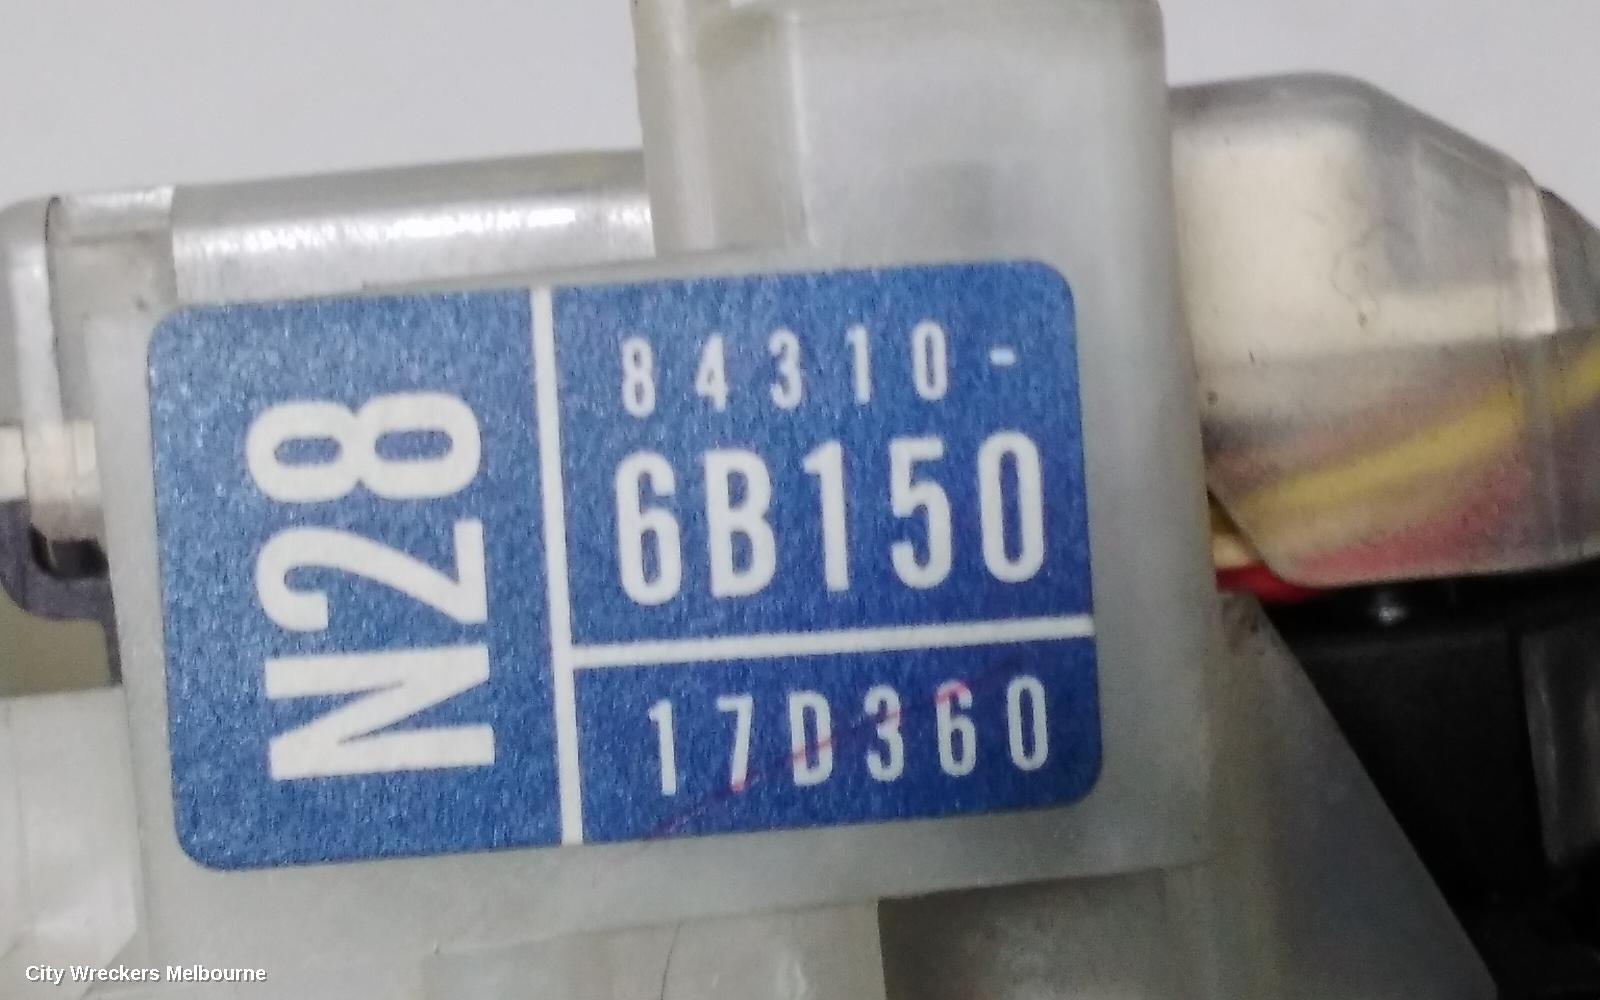 N28
84310-
6B150
17D360
City Wreckers Melbourne